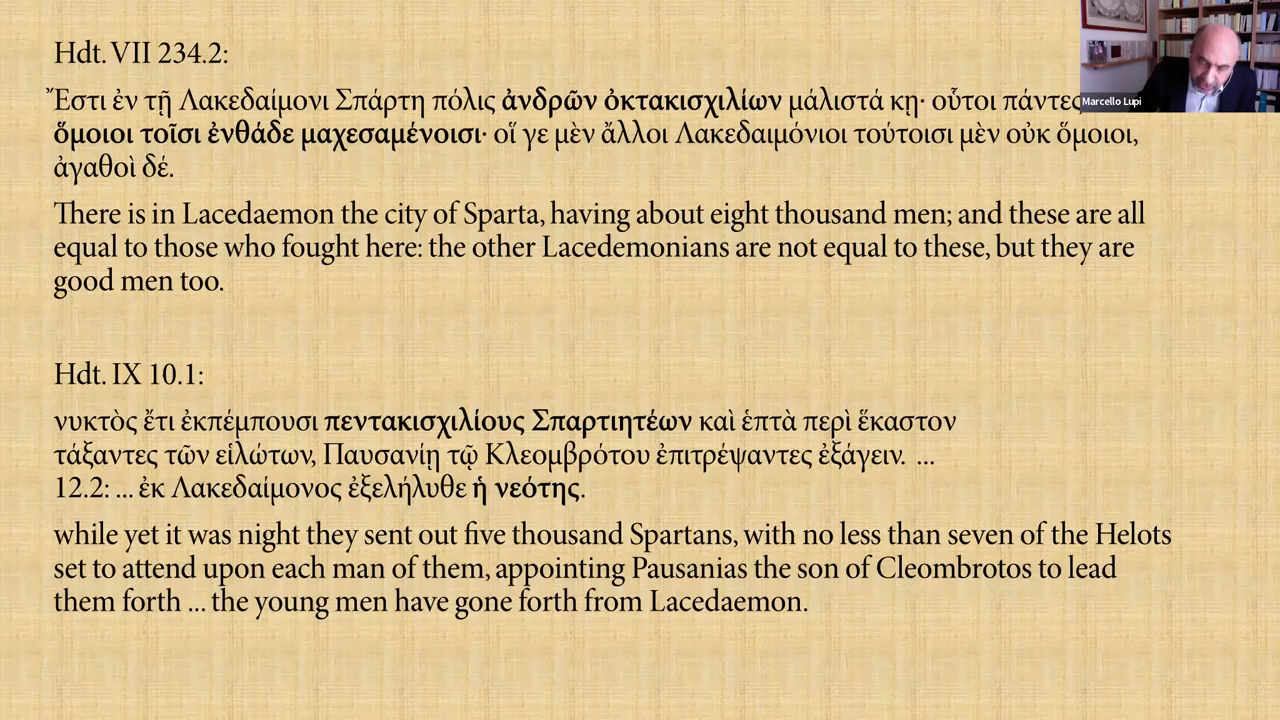 Hdt. VII 234.2:
Ἔστι ἐν τῇ Λακεδαίμονι Σπάρτη πόλις ἀνδρῶν ὀκτακισχιλίων μάλιστά κῃ· οὗτοι πάντες
Marcello Lupi
ὅμοιοι τοῖσι ἐνθάδε μαχεσαμένοισι· οἵ γε μὲν ἄλλοι Λακεδαιμόνιοι τούτοισι μὲν οὐκ ὅμοιοι,
ἀγαθοὶ δέ.
There is in Lacedaemon the city of Sparta, having about eight thousand men; and these are all
equal to those who fought here: the other Lacedemonians are not equal to these, but they are
good men too.
Hdt. IX 10.1:
νυκτὸς ἔτι ἐκπέμπουσι πεντακισχιλίους Σπαρτιητέων καὶ ἑπτὰ περὶ ἕκαστον
τάξαντες τῶν εἱλώτων, Παυσανίῃ τῷ Κλεομβρότου ἐπιτρέψαντες ἐξάγειν. ...
12.2: ... ἐκ Λακεδαίμονος ἐξελήλυθε ἡ νεότης.
while yet it was night they sent out five thousand Spartans, with no less than seven of the Helots
set to attend upon each man of them, appointing Pausanias the son of Cleombrotos to lead
them forth ... the young men have gone forth from Lacedaemon.